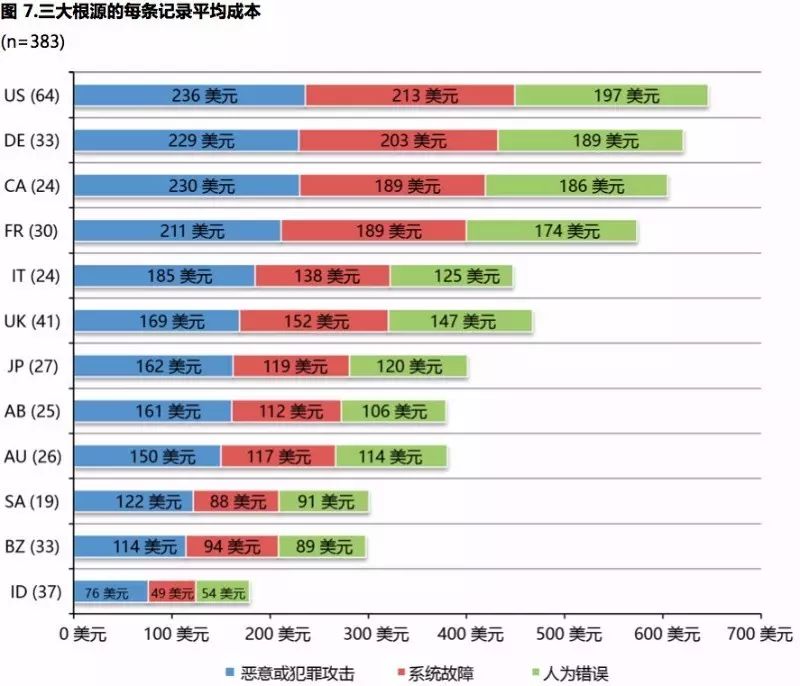 图 7.三大根源的每条记录平均成本
(n=383)
US (64) 236 美元 213 美元 197 美元
DE (33) 229 美元 203 美元 189 美元
CA (24) 230 美元 189 美元 186 美元
FR (30) 211 美元 189 美元 174 美元
IT (24) 185 美元 138 美元 125 美元
UK (41) 169 美元 152 美元 147 美元
JP (27) 162 美元 119 美元 120 美元
AB (25) 161 美元 112 美元 106 美元
AU (26) 150 美元 117 美元 114 美元
SA (19) 122 美元 88 美元 91 美元
BZ (33) 114 美元 94 美元 89 美元
ID (37) 76 美元 49 美元 54 美元
0 美元 100 美元 200 美元 300 美元 400 美元 500 美元 600 美元 700 美元
恶意或犯罪攻击 系统故障 人为错误